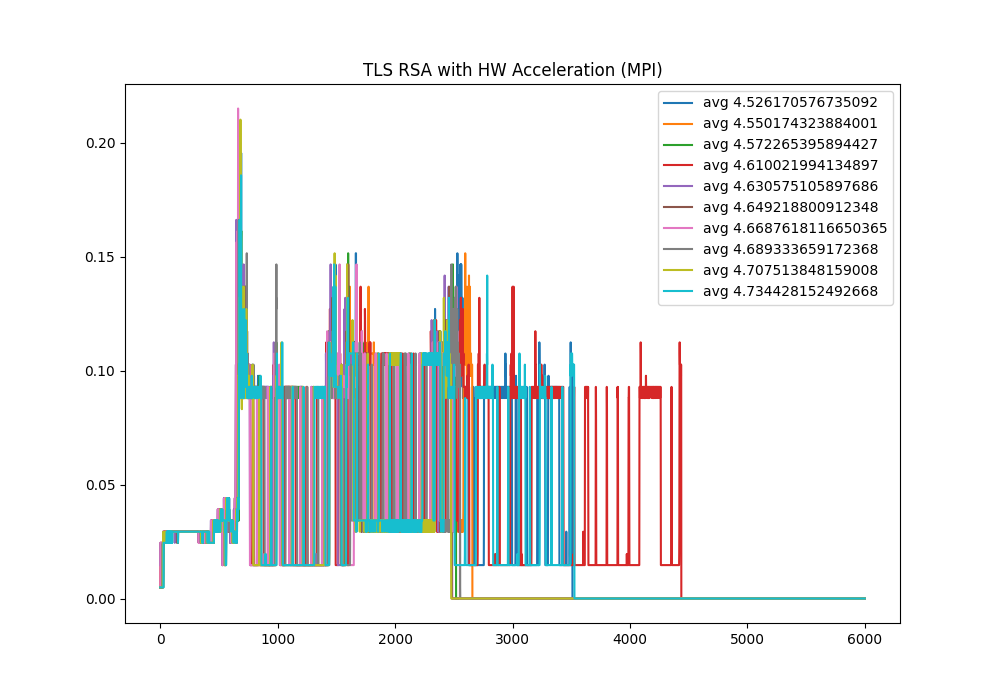 TLS RSA with HW Acceleration (MPI)
avg 4.526170576735092
avg 4.550174323884001
avg 4.572265395894427
avg 4.610021994134897
avg 4.630575105897686
avg 4.649218800912348
avg 4.6687618116650365
avg 4.689333659172368
avg 4.707513848159008
avg 4.734428152492668
0.20
0.15
0.10
0.05
0.00
0 1000 2000 3000 4000 5000 6000